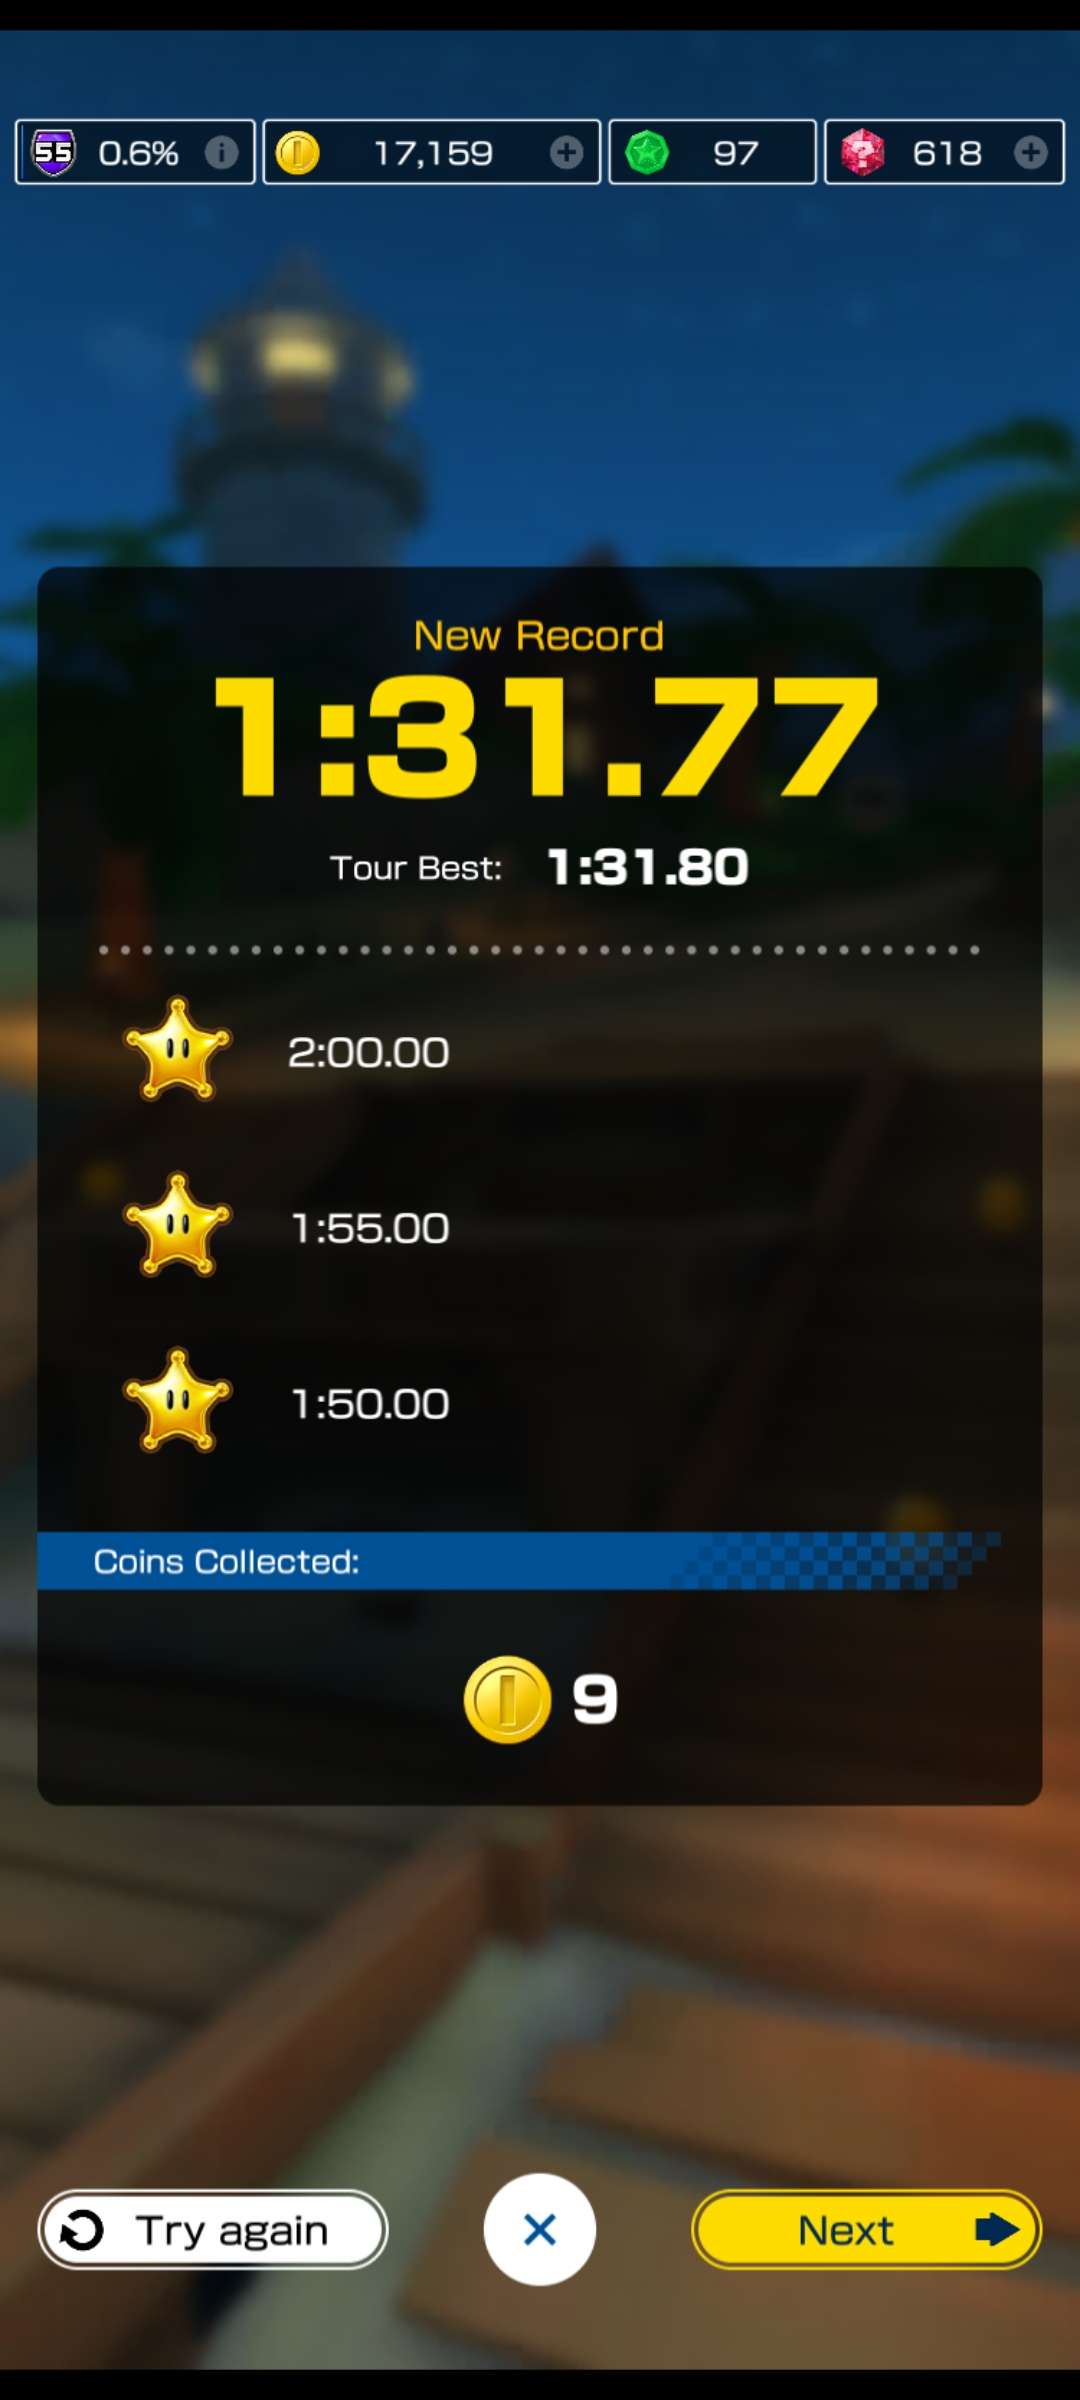 55 0.6% 17,159 97 618
New Record
1:31.77
Tour Best: 1:31.80
2:00.00
1:55.00
1:50.00
Coins Collected:
9
Try again
Next